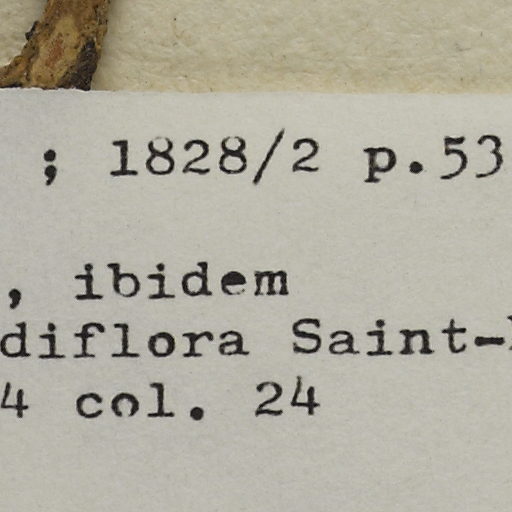 ; 1828/2 p.53
, ibidem
diflora Saint-
4 col. 24